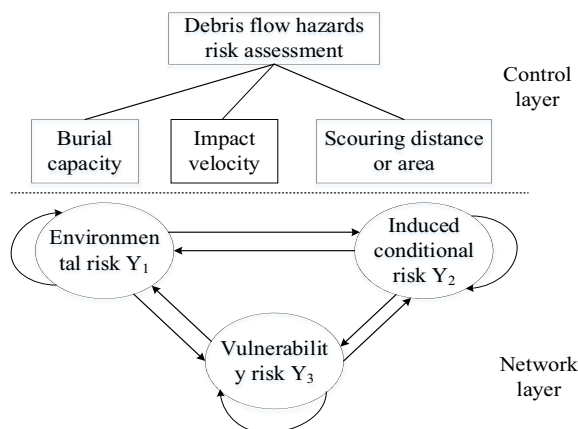 Debris flow hazards
risk assessment
Control
layer
Burial
capacity
Impact
velocity
Scouring distance
or area
Environmen
tal risk Y₁
Induced
conditional
risk Y₂
Vulnerabilit
y risk Y₃
Network
layer